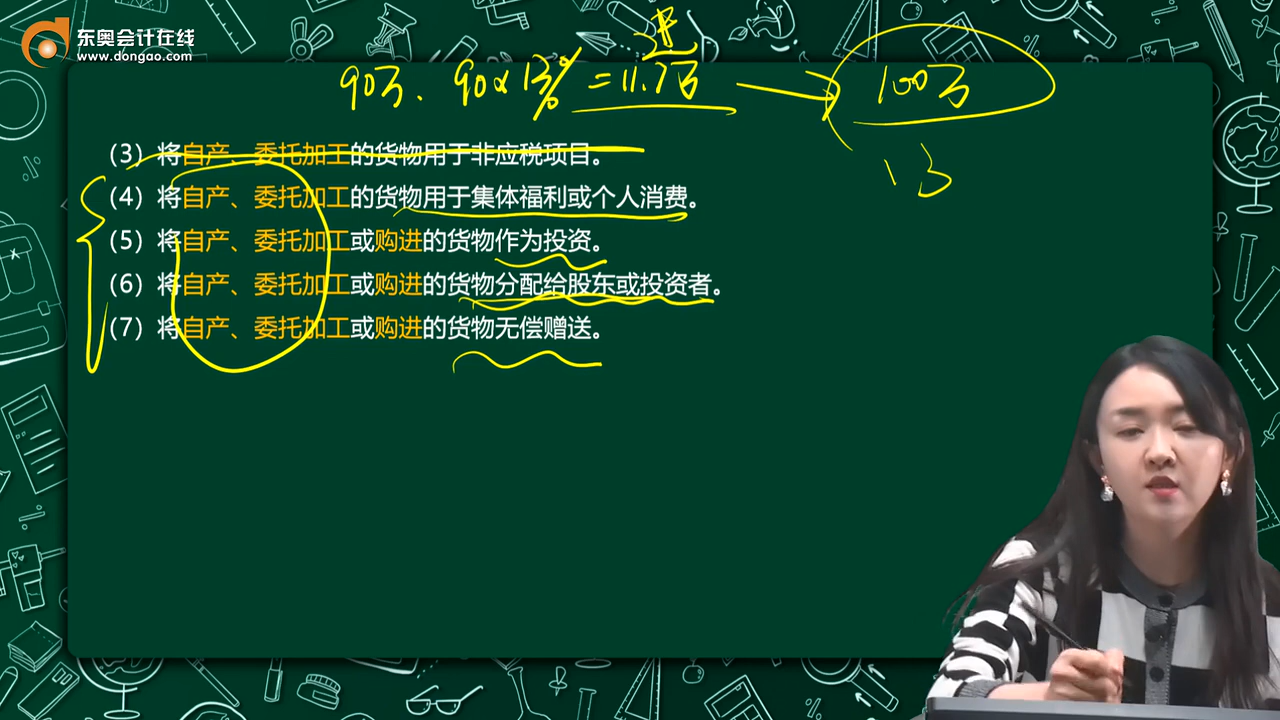 东奥会计在线
www.dongao.com
进
90万、90×13%=11.7万 → 100万
13
(3)将自产、委托加工的货物用于非应税项目。
(4)将自产、委托加工的货物用于集体福利或个人消费。
(5)将自产、委托加工或购进的货物作为投资。
(6)将自产、委托加工或购进的货物分配给股东或投资者。
(7)将自产、委托加工或购进的货物无偿赠送。